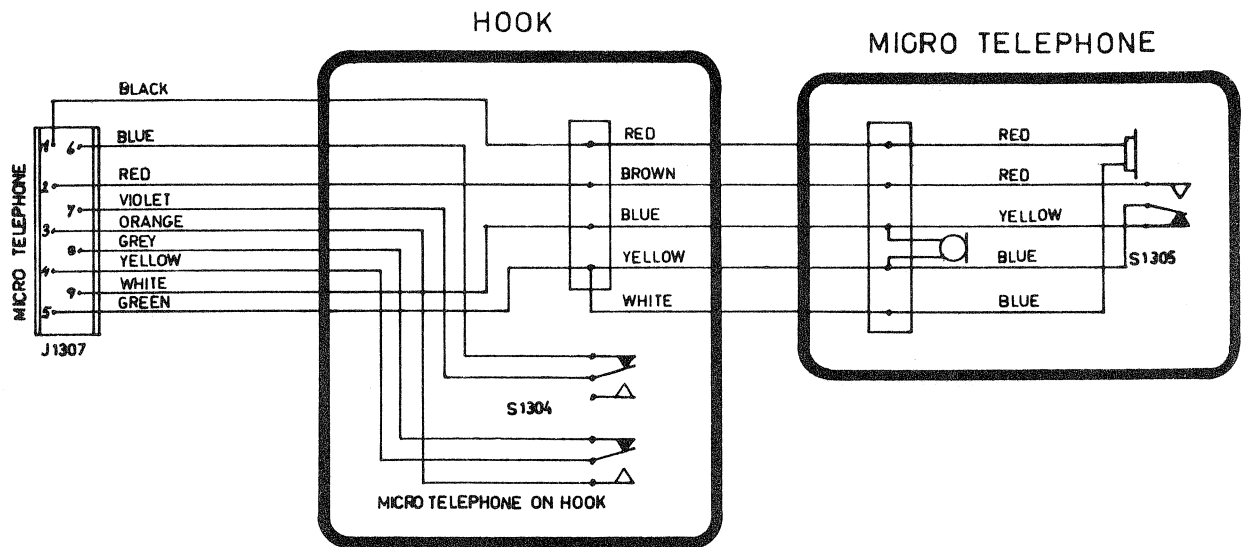 HOOK
MICRO TELEPHONE
BLACK
BLUE
RED
VIOLET
ORANGE
GREY
YELLOW
WHITE
GREEN
1 6
2
7
3
8
4
9
5
MICRO TELEPHONE
J1307
RED
BROWN
BLUE
YELLOW
WHITE
S1304
MICRO TELEPHONE ON HOOK
RED
RED
YELLOW
BLUE
BLUE
S1305